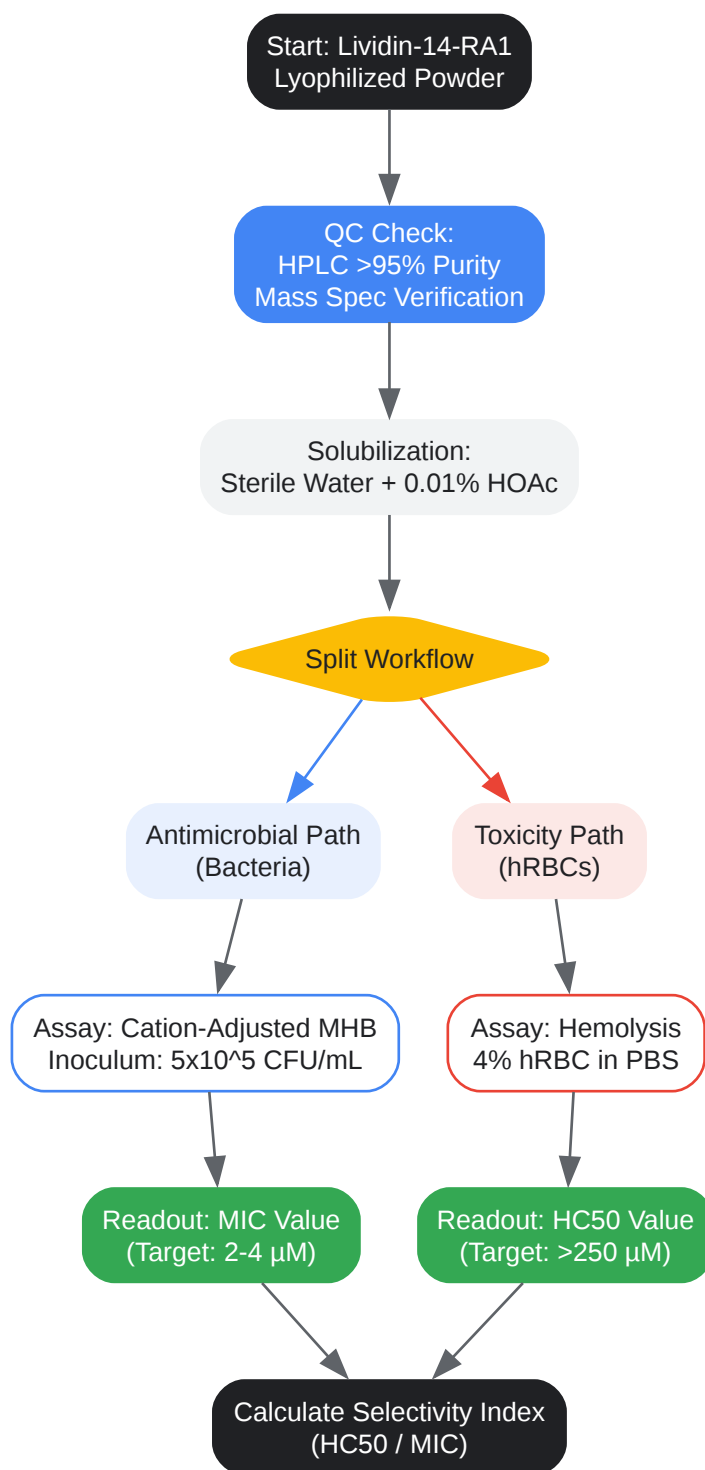 Start: Lividin-14-RA1
Lyophilized Powder
QC Check:
HPLC >95% Purity
Mass Spec Verification
Solubilization:
Sterile Water + 0.01% HOAc
Split Workflow
Antimicrobial Path
(Bacteria)
Toxicity Path
(hRBCs)
Assay: Cation-Adjusted MHB
Inoculum: 5x10^5 CFU/mL
Assay: Hemolysis
4% hRBC in PBS
Readout: MIC Value
(Target: 2-4 µM)
Readout: HC50 Value
(Target: >250 µM)
Calculate Selectivity Index
(HC50 / MIC)